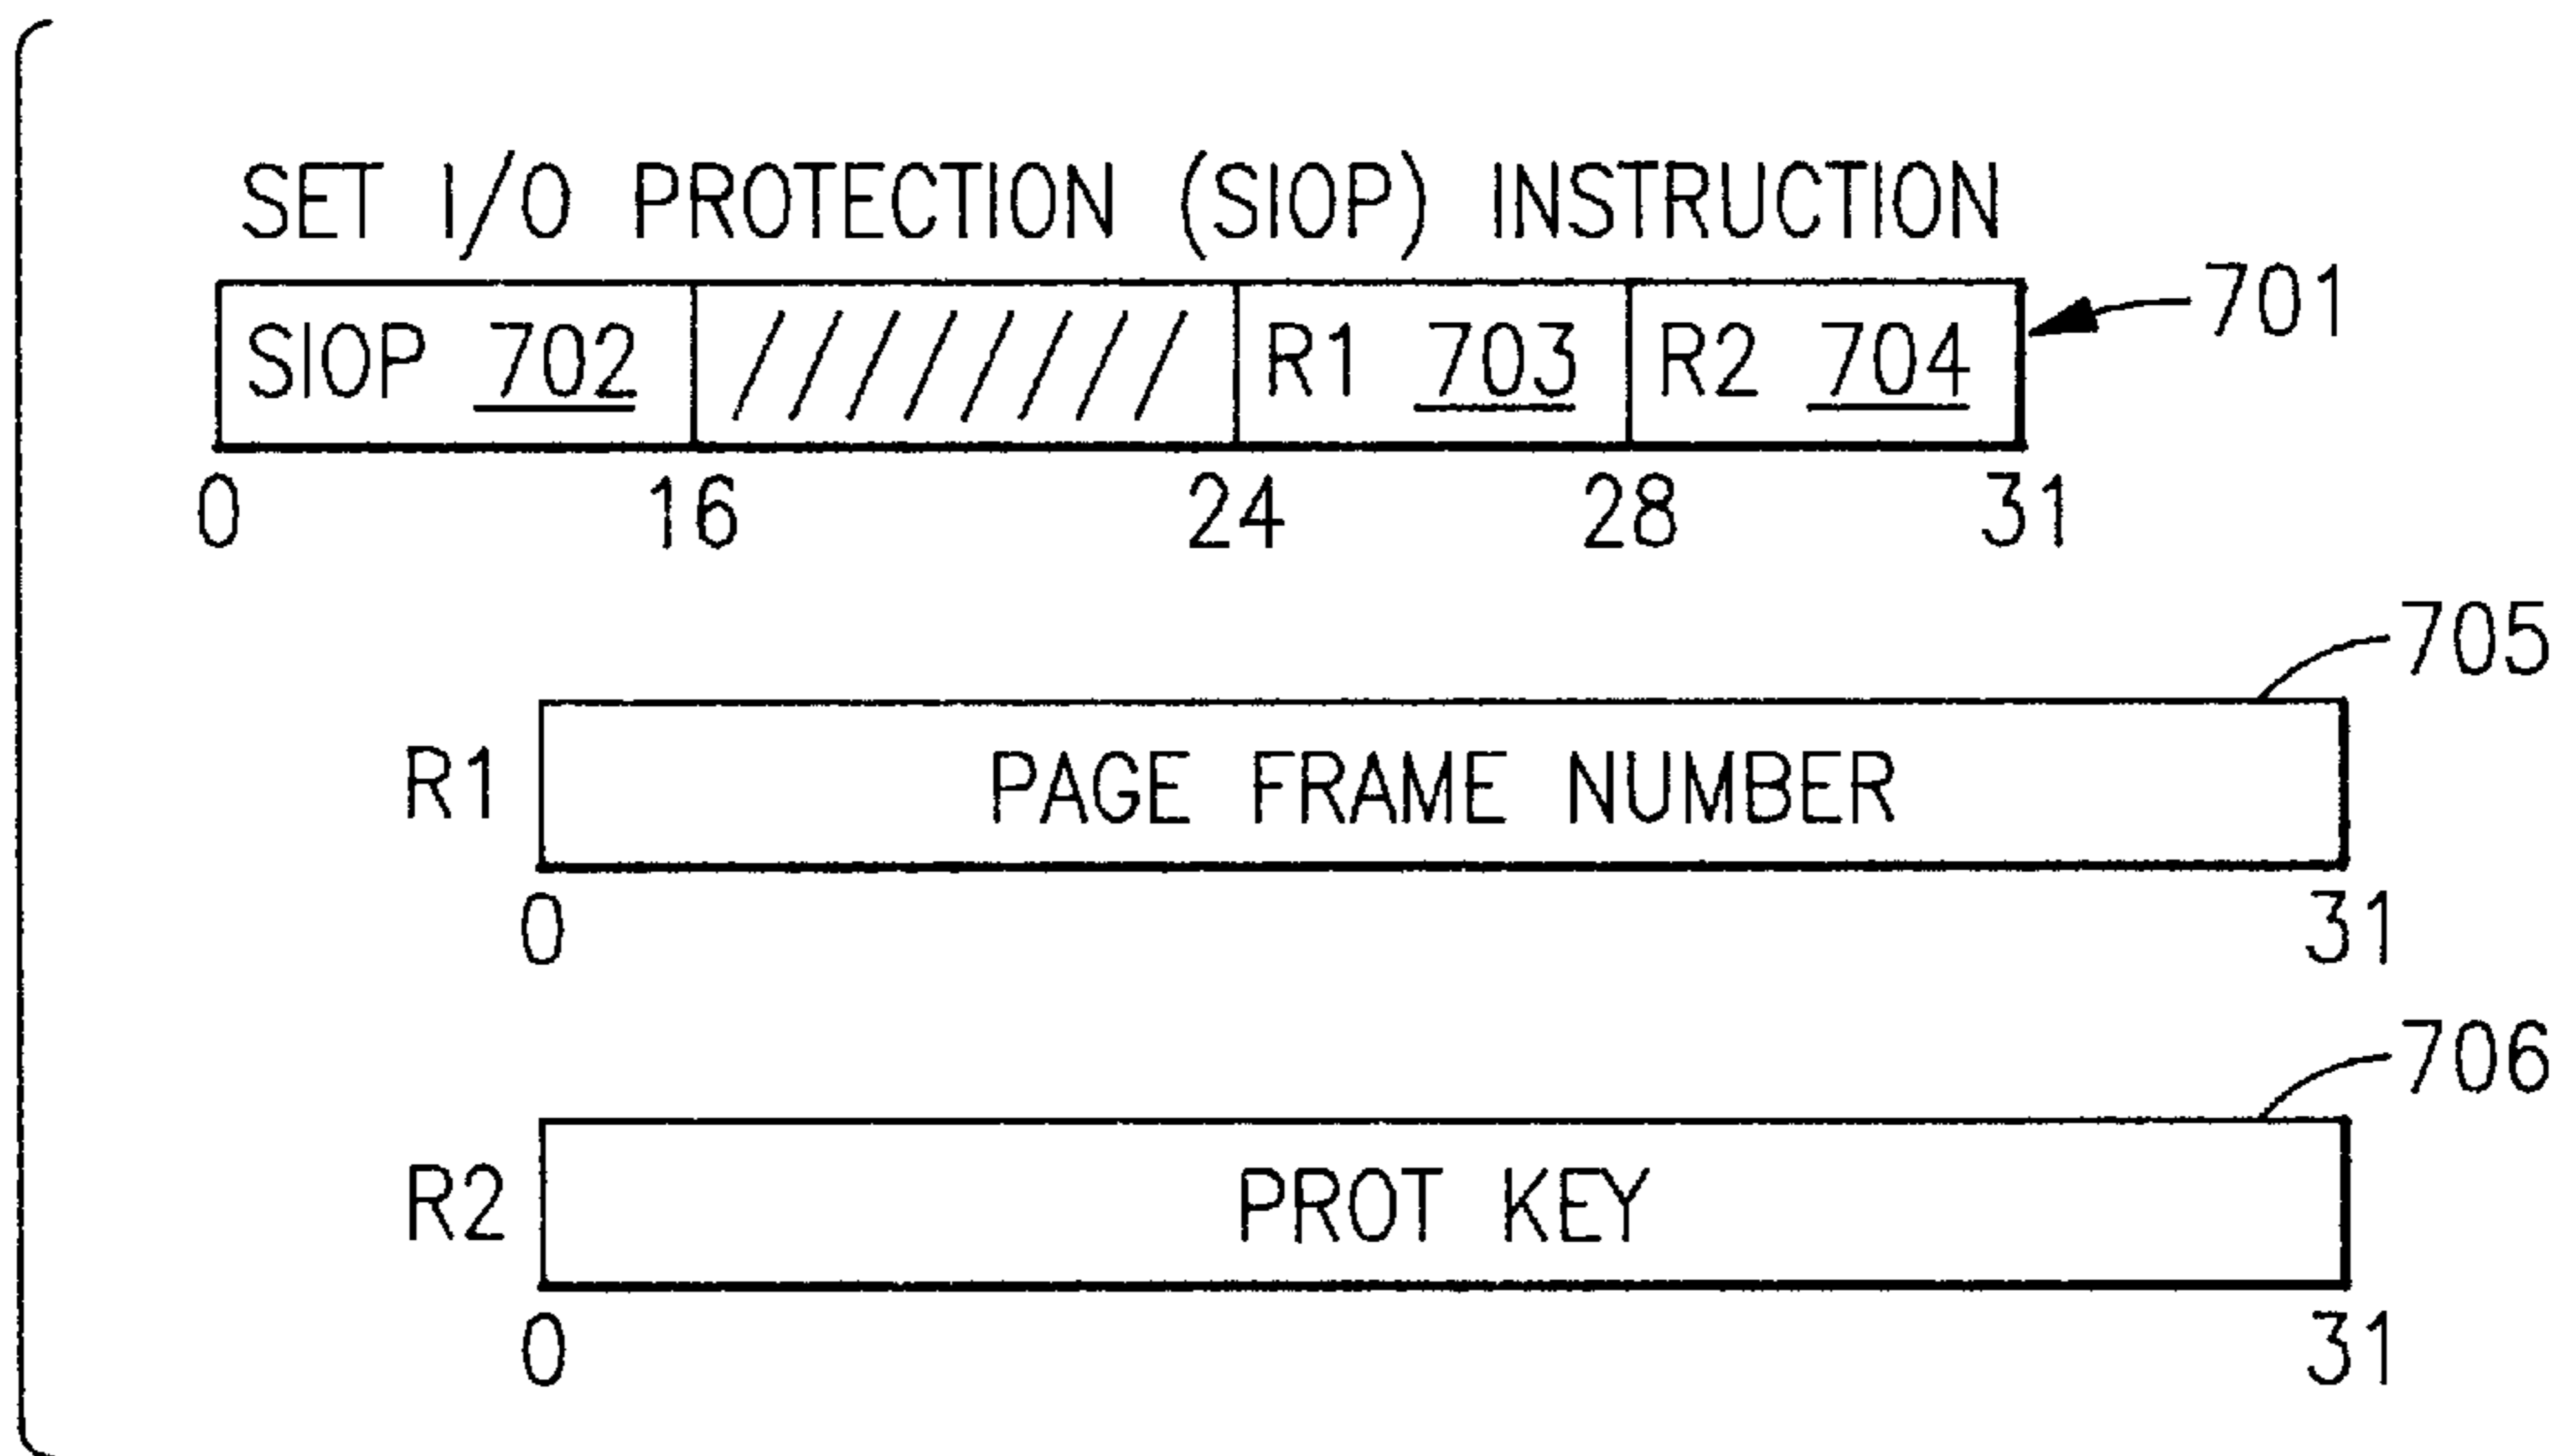 SET I/O PROTECTION (SIOP) INSTRUCTION
SIOP 702 //////// R1 703 R2 704 701
0 16 24 28 31
705
R1 PAGE FRAME NUMBER
0 31
706
R2 PROT KEY
0 31